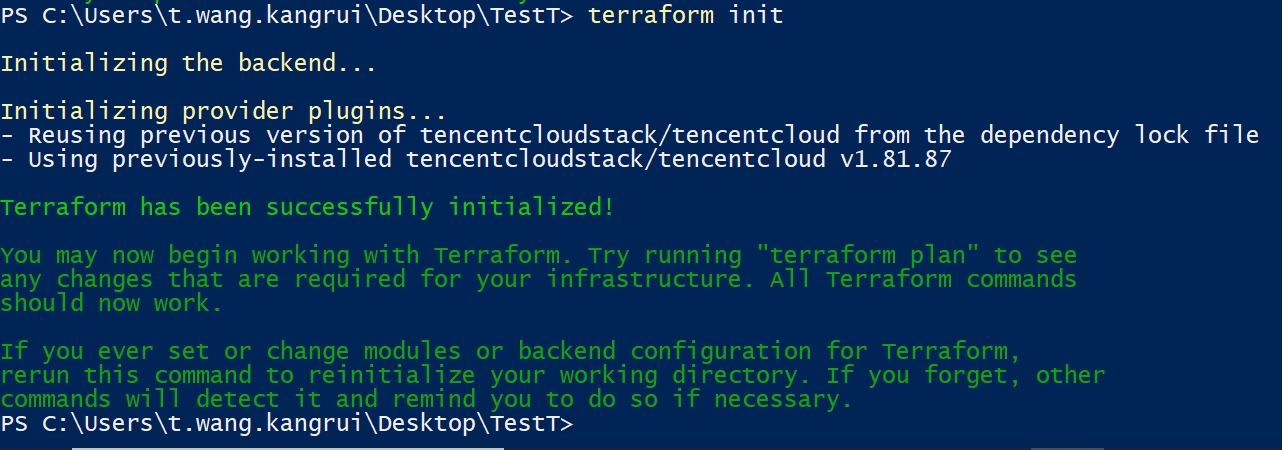 PS C:\Users\t.wang.kangrui\Desktop\TestT> terraform init
Initializing the backend...
Initializing provider plugins...
- Reusing previous version of tencentcloudstack/tencentcloud from the dependency lock file
- Using previously-installed tencentcloudstack/tencentcloud v1.81.87
Terraform has been successfully initialized!
You may now begin working with Terraform. Try running "terraform plan" to see
any changes that are required for your infrastructure. All Terraform commands
should now work.
If you ever set or change modules or backend configuration for Terraform,
rerun this command to reinitialize your working directory. If you forget, other
commands will detect it and remind you to do so if necessary.
PS C:\Users\t.wang.kangrui\Desktop\TestT>